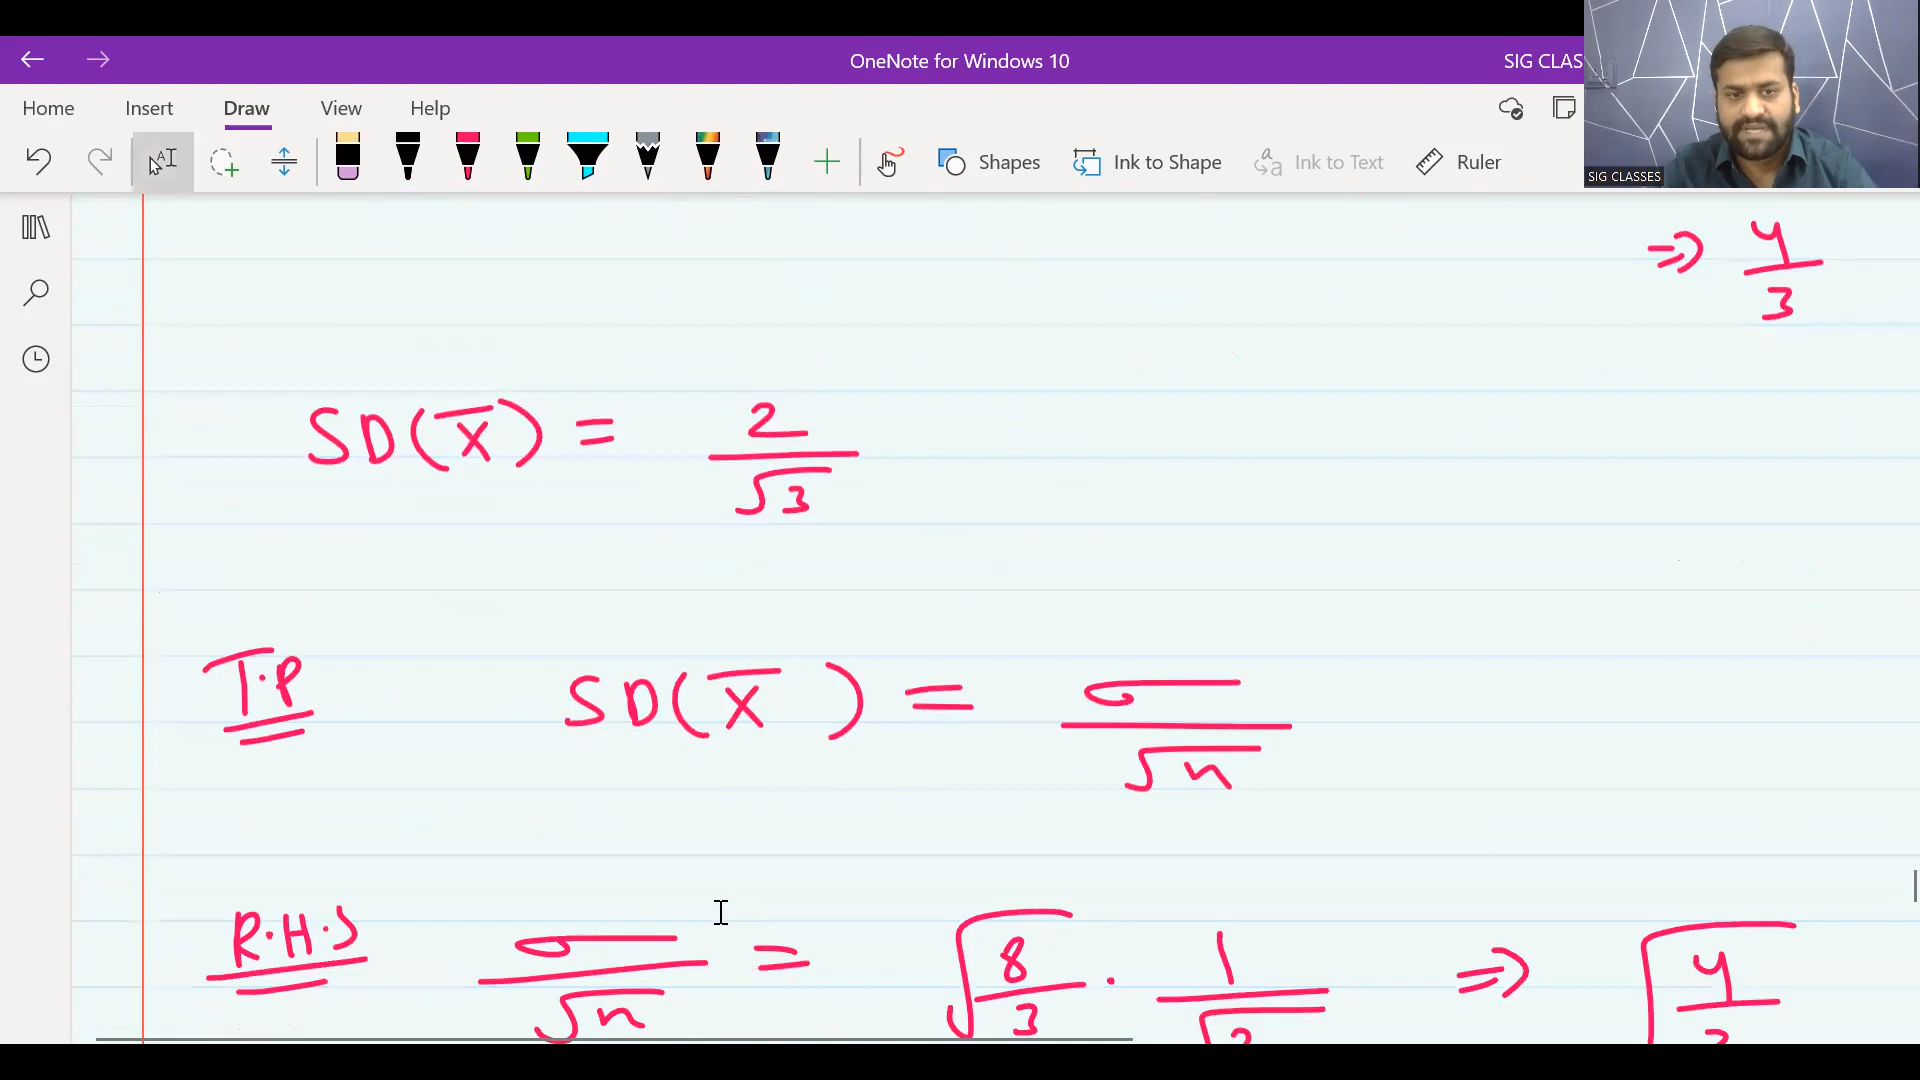 OneNote for Windows 10
SIG CLAS
Home Insert Draw View Help
Shapes Ink to Shape Ink to Text Ruler
SIG CLASSES
⇒ 4/3
SD(X̅) = 2/√3
T.P SD(X̅) = σ/√n
R.H.S σ/√n = √(8/3) · 1/√2 ⇒ √(4/3)